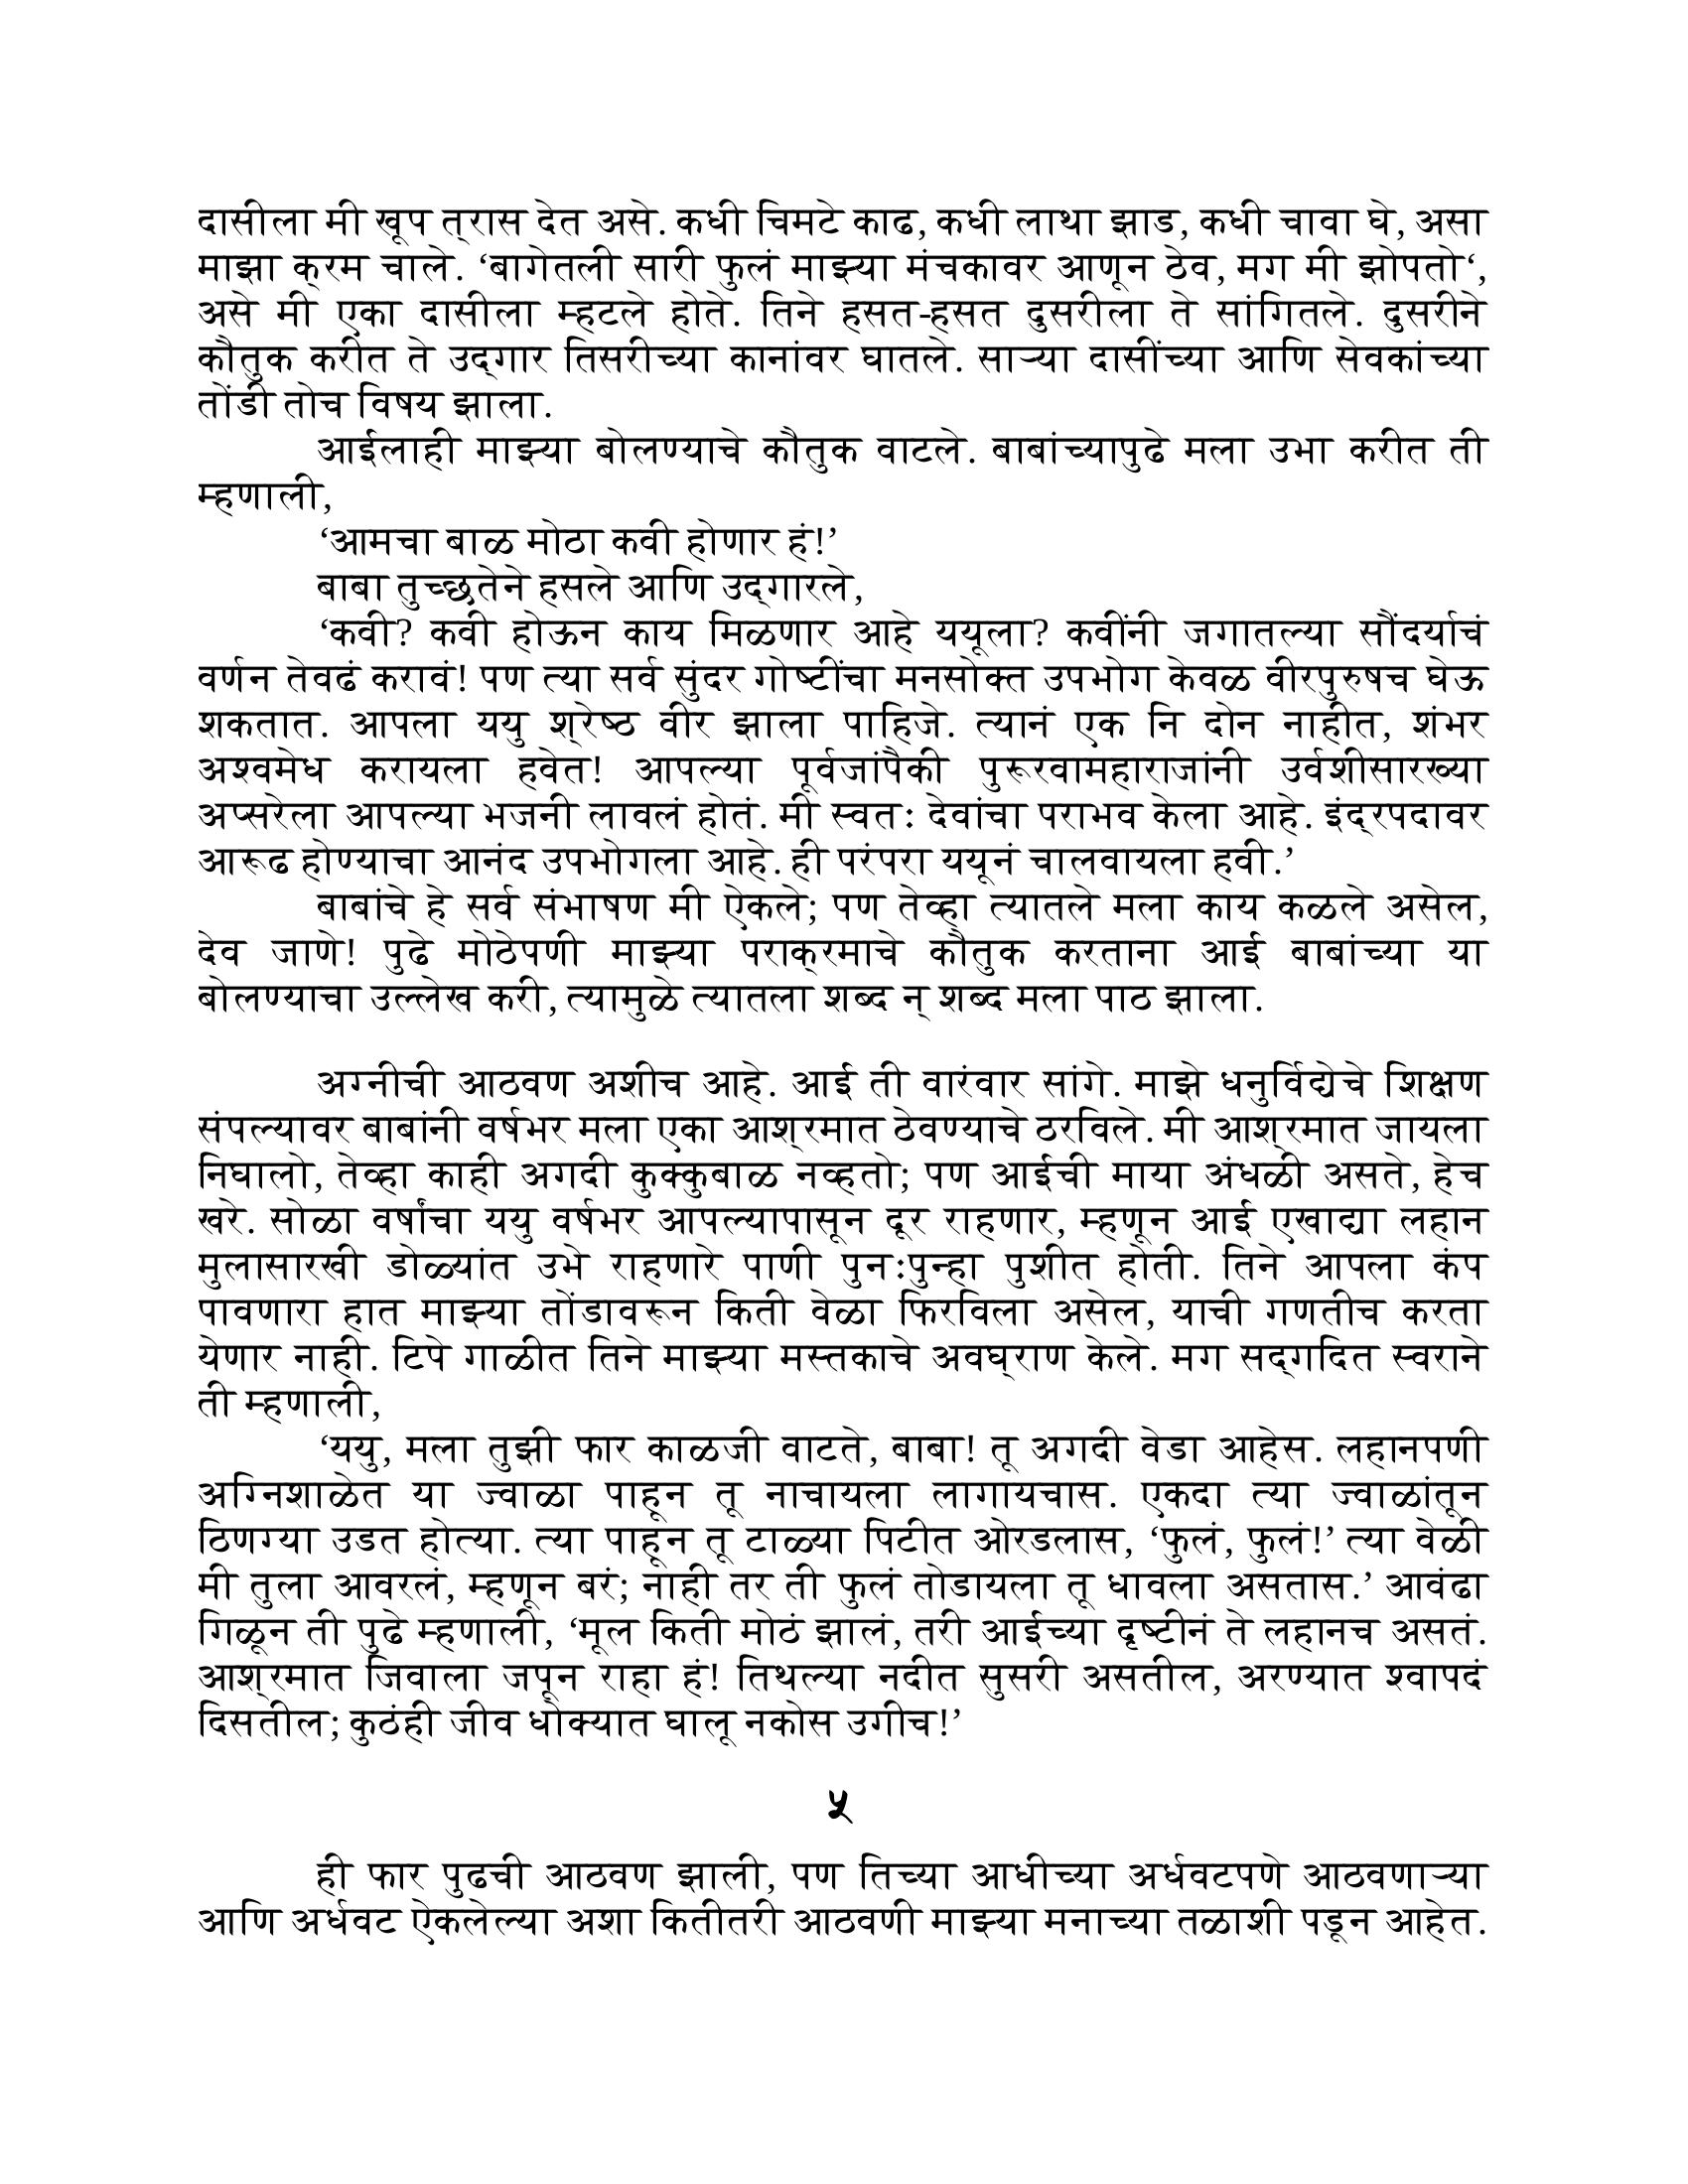 दासीला मी खूप त्रास देत असे. कधी चिमटे काढ, कधी लाथा झाड, कधी चावा घे, असा
माझा क्रम चाले. ‘बागेतली सारी फुलं माझ्या मंचकावर आणून ठेव, मग मी झोपतो‘,
असे मी एका दासीला म्हटले होते. तिने हसत-हसत दुसरीला ते सांगितले. दुसरीने
कौतुक करीत ते उद्‌गार तिसरीच्या कानांवर घातले. साऱ्या दासींच्या आणि सेवकांच्या
तोंडी तोच विषय झाला.
आईलाही माझ्या बोलण्याचे कौतुक वाटले. बाबांच्यापुढे मला उभा करीत ती
म्हणाली,
‘आमचा बाळ मोठा कवी होणार हं!’
बाबा तुच्छतेने हसले आणि उद्‌गारले,
‘कवी? कवी होऊन काय मिळणार आहे ययूला? कवींनी जगातल्या सौंदर्याचं
वर्णन तेवढं करावं! पण त्या सर्व सुंदर गोष्टींचा मनसोक्त उपभोग केवळ वीरपुरुषच घेऊ
शकतात. आपला ययु श्रेष्ठ वीर झाला पाहिजे. त्यानं एक नि दोन नाहीत, शंभर
अश्वमेध करायला हवेत! आपल्या पूर्वजांपैकी पुरूरवामहाराजांनी उर्वशीसारख्या
अप्सरेला आपल्या भजनी लावलं होतं. मी स्वतः देवांचा पराभव केला आहे. इंद्रपदावर
आरूढ होण्याचा आनंद उपभोगला आहे. ही परंपरा ययूनं चालवायला हवी.’
बाबांचे हे सर्व संभाषण मी ऐकले; पण तेव्हा त्यातले मला काय कळले असेल,
देव जाणे! पुढे मोठेपणी माझ्या पराक्रमाचे कौतुक करताना आई बाबांच्या या
बोलण्याचा उल्लेख करी, त्यामुळे त्यातला शब्द न् शब्द मला पाठ झाला.
अग्नीची आठवण अशीच आहे. आई ती वारंवार सांगे. माझे धनुर्विद्येचे शिक्षण
संपल्यावर बाबांनी वर्षभर मला एका आश्रमात ठेवण्याचे ठरविले. मी आश्रमात जायला
निघालो, तेव्हा काही अगदी कुक्कुबाळ नव्हतो; पण आईची माया अंधळी असते, हेच
खरे. सोळा वर्षांचा ययु वर्षभर आपल्यापासून दूर राहणार, म्हणून आई एखाद्या लहान
मुलासारखी डोळ्यांत उभे राहणारे पाणी पुनःपुन्हा पुशीत होती. तिने आपला कंप
पावणारा हात माझ्या तोंडावरून किती वेळा फिरविला असेल, याची गणतीच करता
येणार नाही. टिपे गाळीत तिने माझ्या मस्तकाचे अवघ्राण केले. मग सद्‌गदित स्वराने
ती म्हणाली,
‘ययु, मला तुझी फार काळजी वाटते, बाबा! तू अगदी वेडा आहेस. लहानपणी
अग्निशाळेत या ज्वाळा पाहून तू नाचायला लागायचास. एकदा त्या ज्वाळांतून
ठिणग्या उडत होत्या. त्या पाहून तू टाळ्या पिटीत ओरडलास, ‘फुलं, फुलं!’ त्या वेळी
मी तुला आवरलं, म्हणून बरं; नाही तर ती फुलं तोडायला तू धावला असतास.’ आवंढा
गिळून ती पुढे म्हणाली, ‘मूल किती मोठं झालं, तरी आईच्या दृष्टीनं ते लहानच असतं.
आश्रमात जिवाला जपून राहा हं! तिथल्या नदीत सुसरी असतील, अरण्यात श्वापदं
दिसतील; कुठंही जीव धोक्यात घालू नकोस उगीच!’
५
ही फार पुढची आठवण झाली, पण तिच्या आधीच्या अर्धवटपणे आठवणाऱ्या
आणि अर्धवट ऐकलेल्या अशा कितीतरी आठवणी माझ्या मनाच्या तळाशी पडून आहेत.